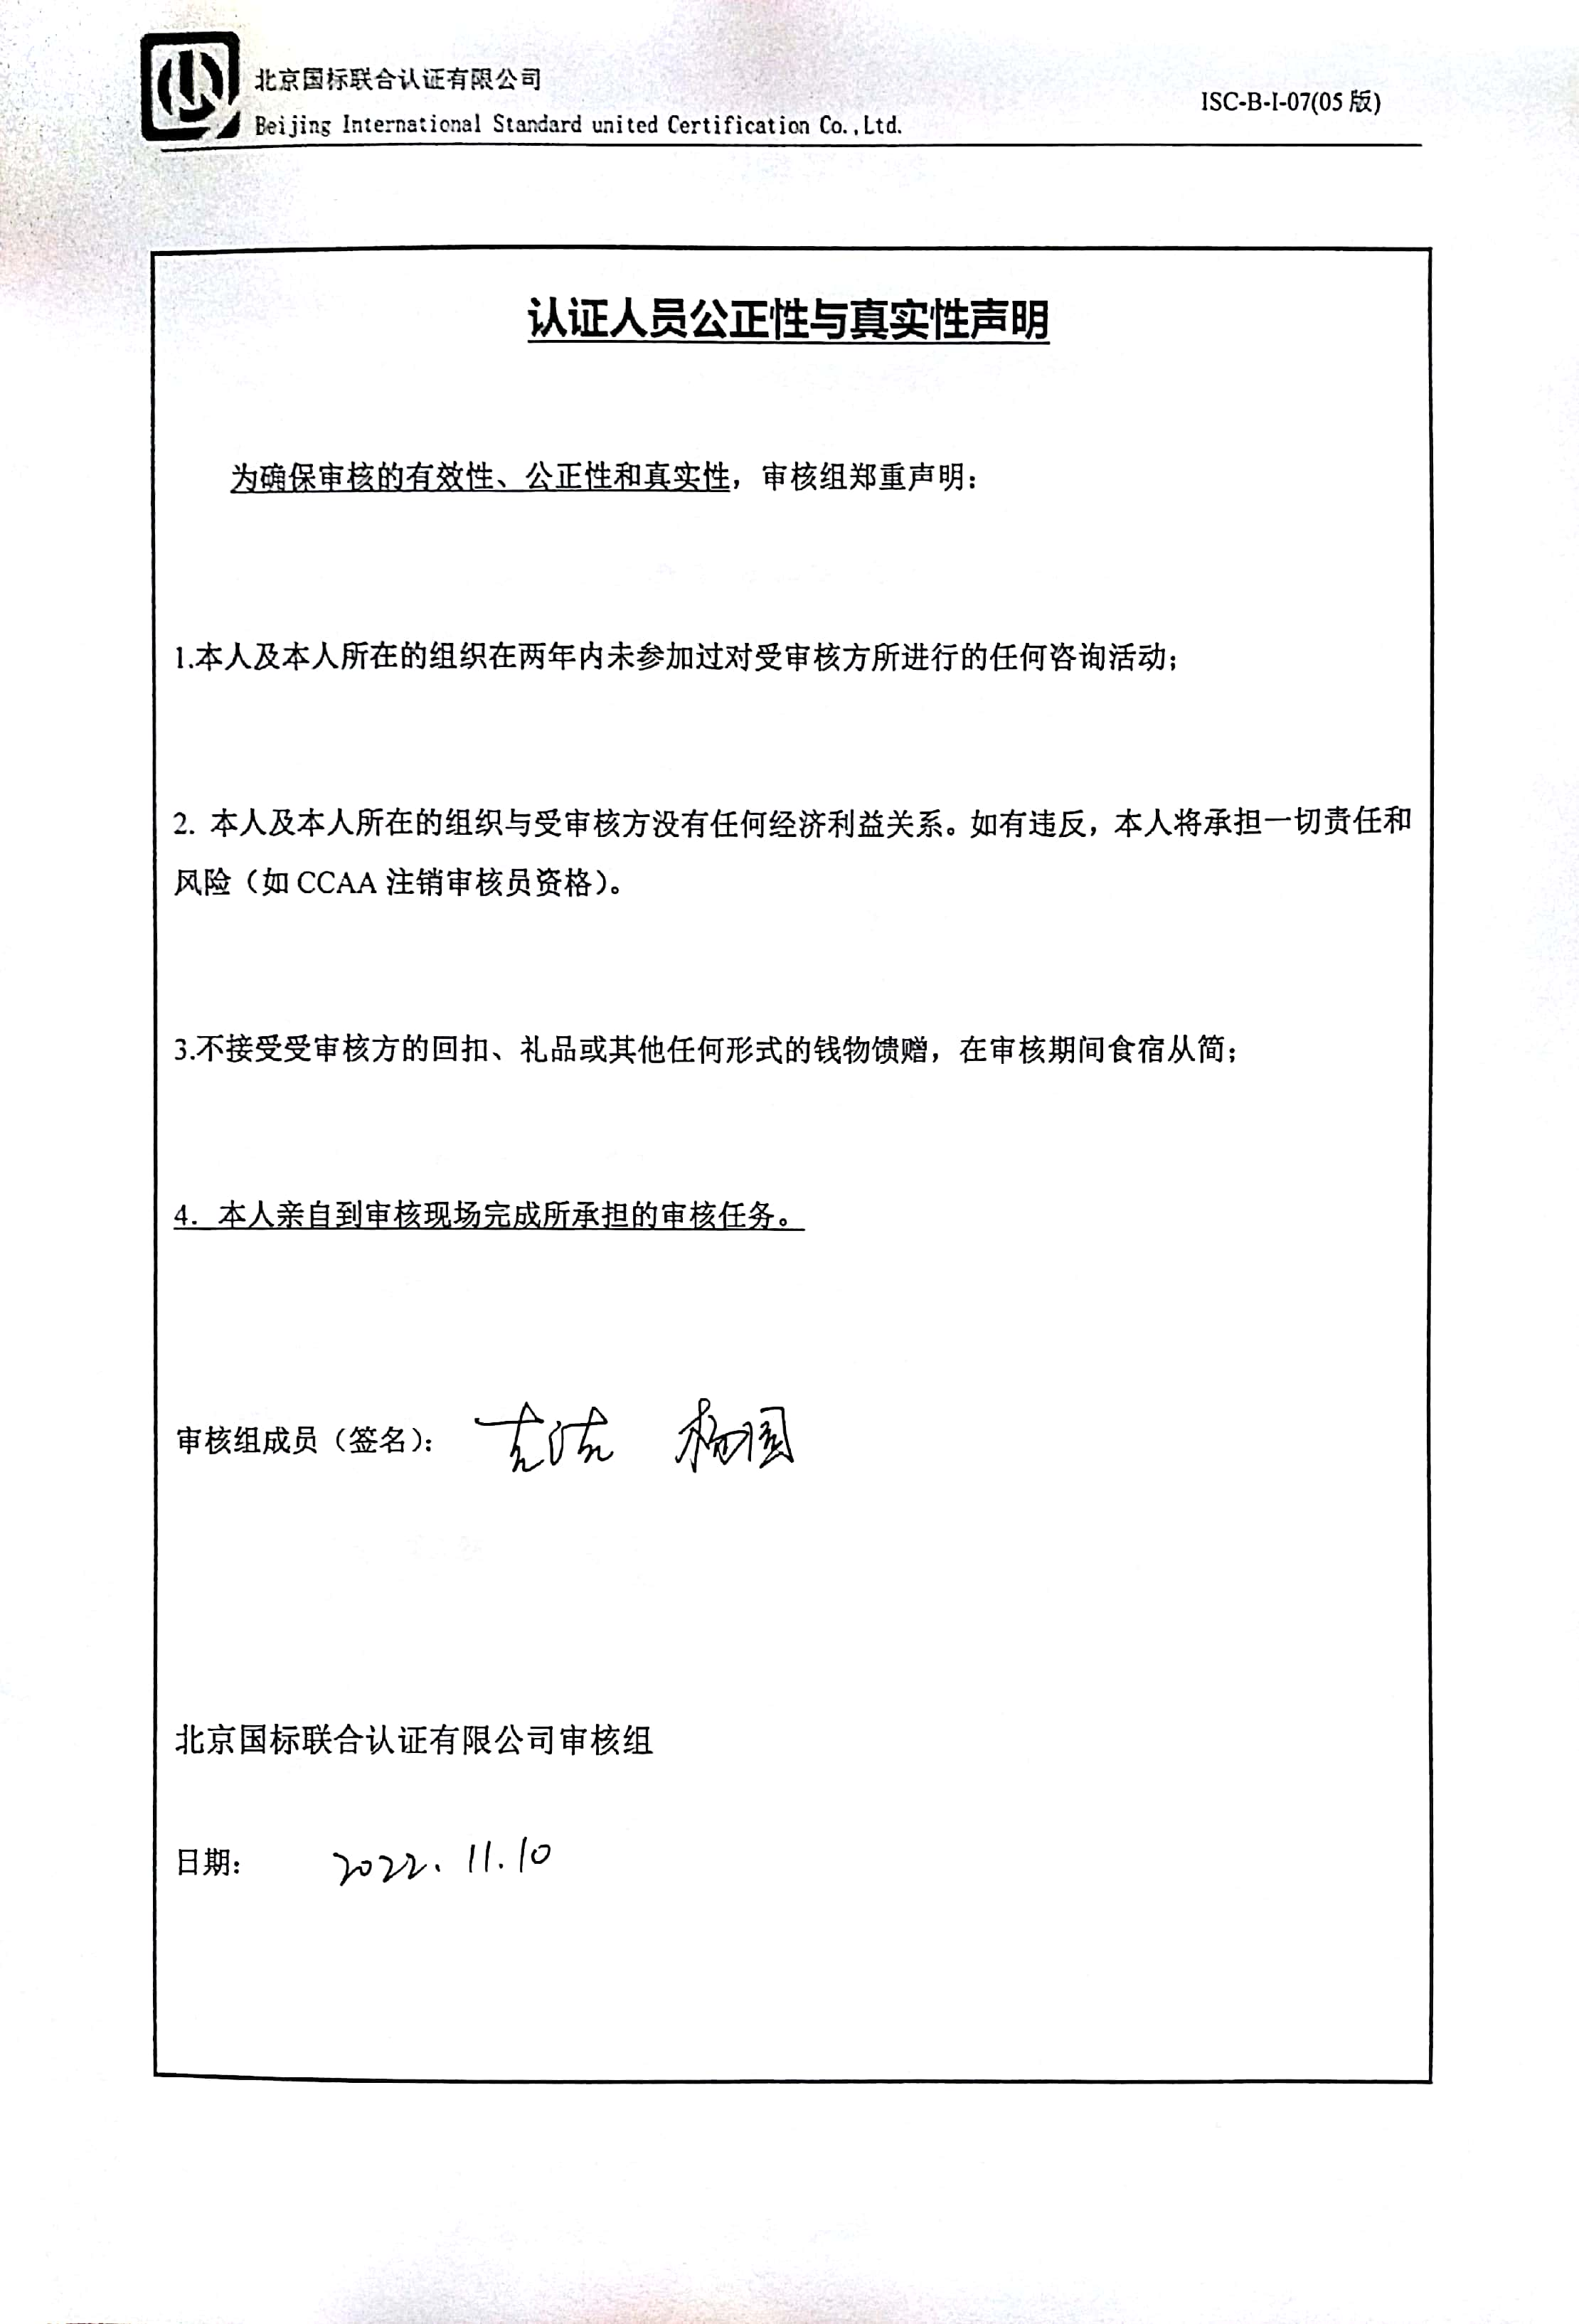 北京国标联合认证有限公司
Beijing International Standard united Certification Co.,Ltd.
ISC-B-I-07(05 版)
认证人员公正性与真实性声明
为确保审核的有效性、公正性和真实性，审核组郑重声明：
1.本人及本人所在的组织在两年内未参加过对受审核方所进行的任何咨询活动；
2. 本人及本人所在的组织与受审核方没有任何经济利益关系。如有违反，本人将承担一切责任和
风险（如 CCAA 注销审核员资格）。
3.不接受受审核方的回扣、礼品或其他任何形式的钱物馈赠，在审核期间食宿从简；
4. 本人亲自到审核现场完成所承担的审核任务。
审核组成员（签名）：
北京国标联合认证有限公司审核组
日期： 2022.11.10